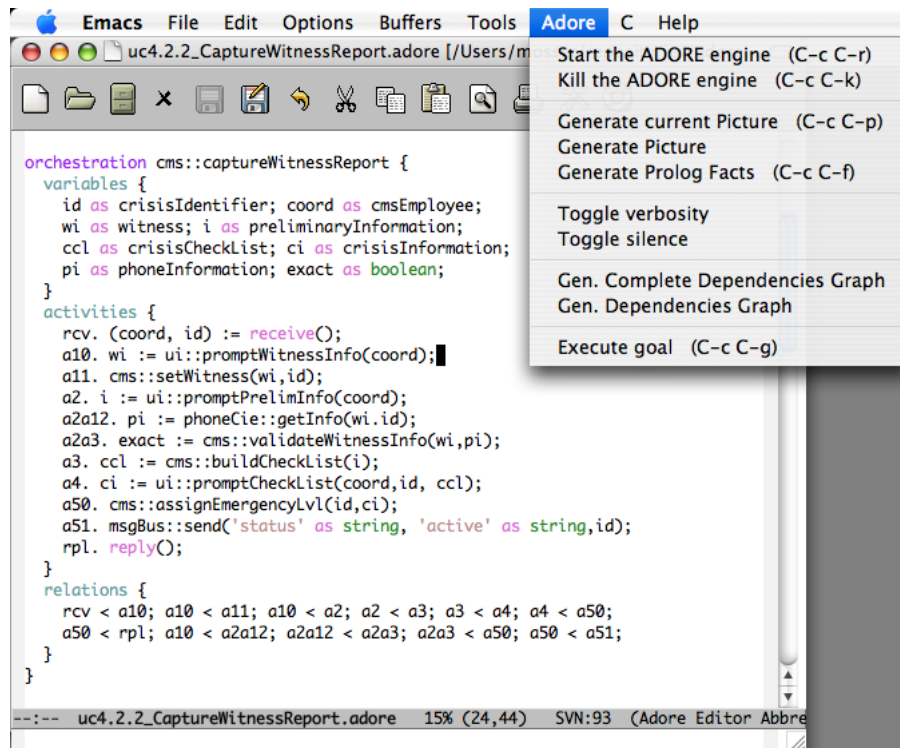 Emacs File Edit Options Buffers Tools Adore C Help
uc4.2.2_CaptureWitnessReport.adore [/Users/
Start the ADORE engine (C-c C-r)
Kill the ADORE engine (C-c C-k)
Generate current Picture (C-c C-p)
Generate Picture
Generate Prolog Facts (C-c C-f)
Toggle verbosity
Toggle silence
Gen. Complete Dependencies Graph
Gen. Dependencies Graph
Execute goal (C-c C-g)
orchestration cms::captureWitnessReport {
variables {
id as crisisIdentifier; coord as cmsEmployee;
wi as witness; i as preliminaryInformation;
ccl as crisisCheckList; ci as crisisInformation;
pi as phoneInformation; exact as boolean;
}
activities {
rcv. (coord, id) := receive();
a10. wi := ui::promptWitnessInfo(coord);
a11. cms::setWitness(wi,id);
a2. i := ui::promptPrelimInfo(coord);
a2a12. pi := phoneCie::getInfo(wi.id);
a2a3. exact := cms::validateWitnessInfo(wi,pi);
a3. ccl := cms::buildCheckList(i);
a4. ci := ui::promptCheckList(coord,id, ccl);
a50. cms::assignEmergencyLvl(id,ci);
a51. msgBus::send('status' as string, 'active' as string,id);
rpl. reply();
}
relations {
rcv < a10; a10 < a11; a10 < a2; a2 < a3; a3 < a4; a4 < a50;
a50 < rpl; a10 < a2a12; a2a12 < a2a3; a2a3 < a50; a50 < a51;
}
}
--:-- uc4.2.2_CaptureWitnessReport.adore 15% (24,44) SVN:93 (Adore Editor Abbre